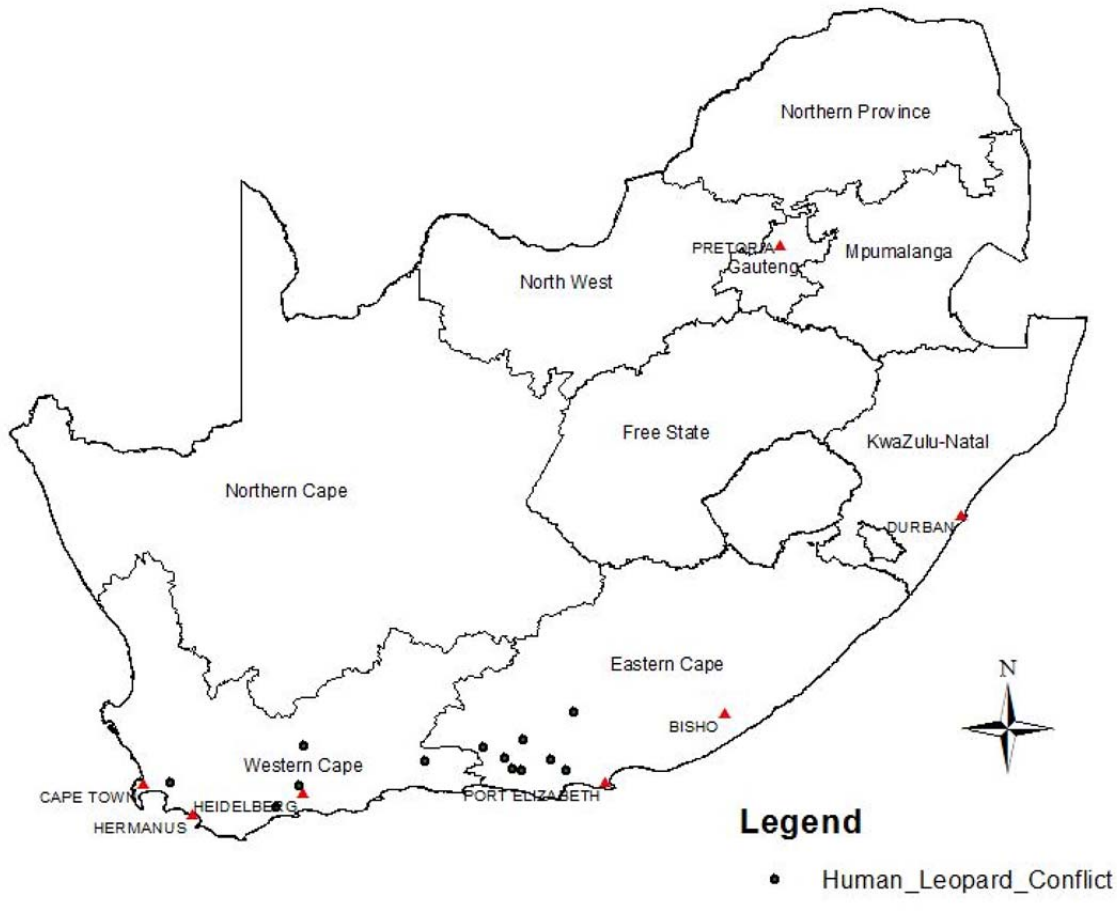 Northern Province
PRETORIA
Gauteng
Mpumalanga
North West
Free State
KwaZulu-Natal
Northern Cape
DURBAN
Eastern Cape
N
BISHO
Western Cape
CAPE TOWN
HEIDELBERG
PORT ELIZABETH
HERMANUS
Legend
Human_Leopard_Conflict